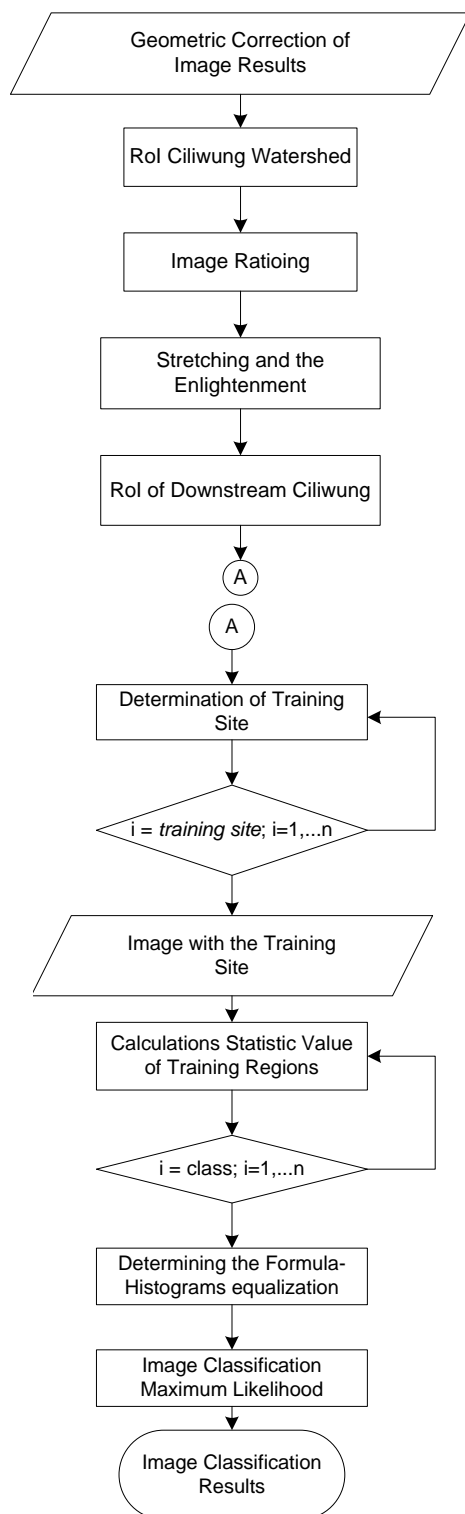 Geometric Correction of
Image Results
RoI Ciliwung Watershed
Image Ratioing
Stretching and the
Enlightenment
RoI of Downstream Ciliwung
A
A
Determination of Training
Site
i = training site; i=1,...n
Image with the Training
Site
Calculations Statistic Value
of Training Regions
i = class; i=1,...n
Determining the Formula-
Histograms equalization
Image Classification
Maximum Likelihood
Image Classification
Results